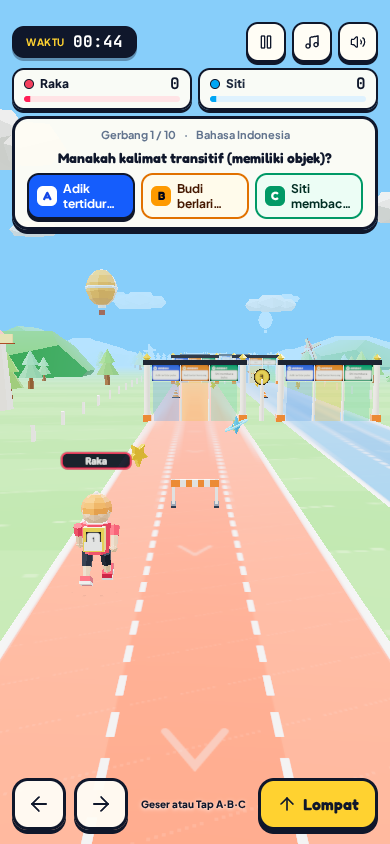 WAKTU 00:44
Raka 0
Siti 0
Gerbang 1 / 10 · Bahasa Indonesia
Manakah kalimat transitif (memiliki objek)?
A Adik tertidur...
B Budi berlari...
C Siti membac...
Raka
1
Geser atau Tap A·B·C
Lompat